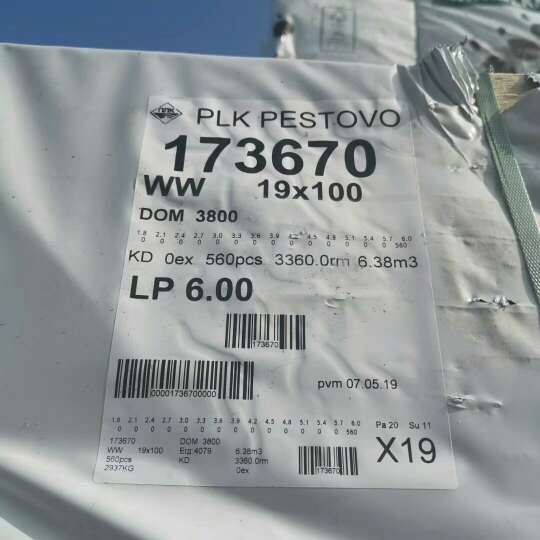 ПЛК PLK PESTOVO
173670
WW 19x100
DOM 3800
1.8 2.1 2.4 2.7 3.0 3.3 3.6 3.9 4.2 4.5 4.8 5.1 5.4 5.7 6.0
0 0 0 0 0 0 0 0 0 0 0 0 0 0 560
KD 0ex 560pcs 3360.0rm 6.38m3
LP 6.00
173670
00001736700000
pvm 07.05.19
1.8 2.1 2.4 2.7 3.0 3.3 3.6 3.9 4.2 4.5 4.8 5.1 5.4 5.7 6.0 Pa 20 Su 11
0 0 0 0 0 0 0 0 0 0 0 0 0 0 560
173670 DOM 3800
WW 19x100 Erg:4079 6.38m3
560pcs KD 3360.0rm
2937KG 0ex
173670
X19